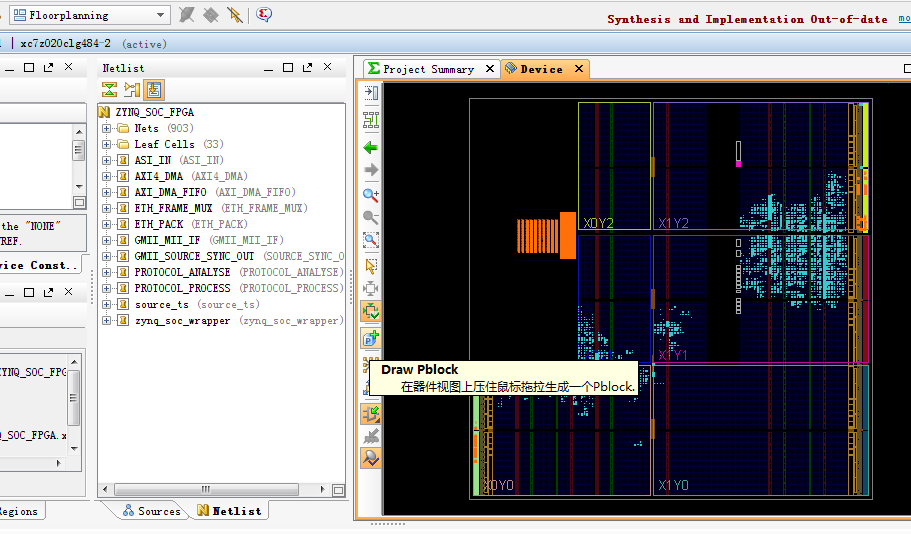 Floorplanning
Synthesis and Implementation Out-of-date
xc7z020clg484-2 (active)
Netlist
Project Summary
Device
ZYNQ_SOC_FPGA
Nets (903)
Leaf Cells (33)
ASI_IN (ASI_IN)
AXI4_DMA (AXI4_DMA)
AXI_DMA_FIFO (AXI_DMA_FIFO)
ETH_FRAME_MUX (ETH_FRAME_MUX)
ETH_PACK (ETH_PACK)
GMII_MII_IF (GMII_MII_IF)
GMII_SOURCE_SYNC_OUT (SOURCE_SYNC_O
PROTOCOL_ANALYSE (PROTOCOL_ANALYSE)
PROTOCOL_PROCESS (PROTOCOL_PROCESS)
source_ts (source_ts)
zynq_soc_wrapper (zynq_soc_wrapper)
the "NONE"
REF.
vice Const..
X0Y2
X1Y2
X1Y1
Draw Pblock
在器件视图上压住鼠标拖拉生成一个Pblock.
ZYNQ_SOC_FPG
Q_SOC_FPGA.x
X0Y0
X1Y0
egions
Sources
Netlist